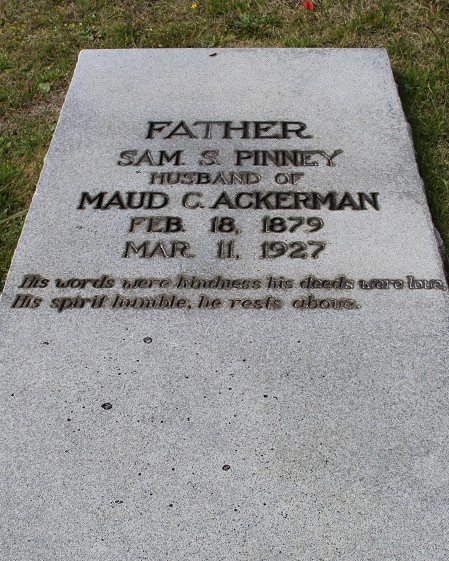 FATHER
SAM. S. PINNEY
HUSBAND OF
MAUD C. ACKERMAN
FEB. 18, 1879
MAR. 11, 1927
His words were kindness his deeds were love,
His spirit humble, he rests above.